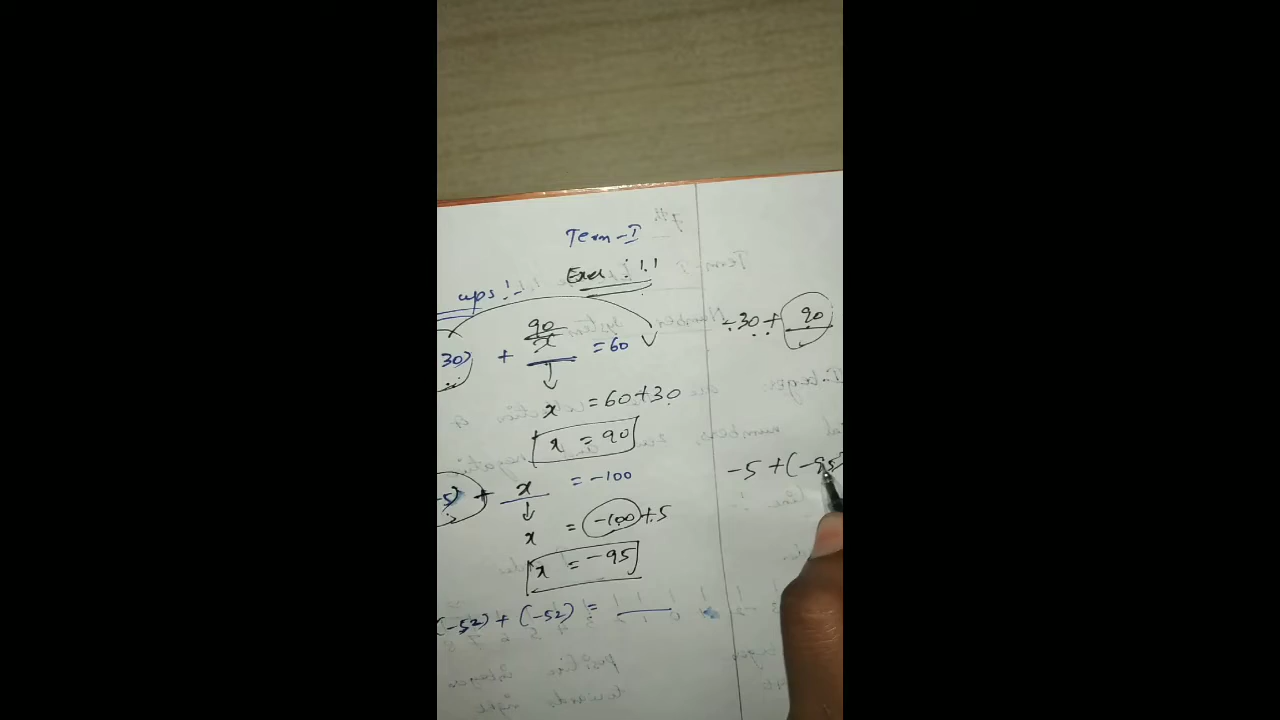 Term-I
Exer : 1.1
ups :-
90
30) + x = 60
x = 60+30
x = 90
-5) + x = -100
x = -100+5
x = -95
(-52) + (-52) =
-30 + 90
-5 + (-95)